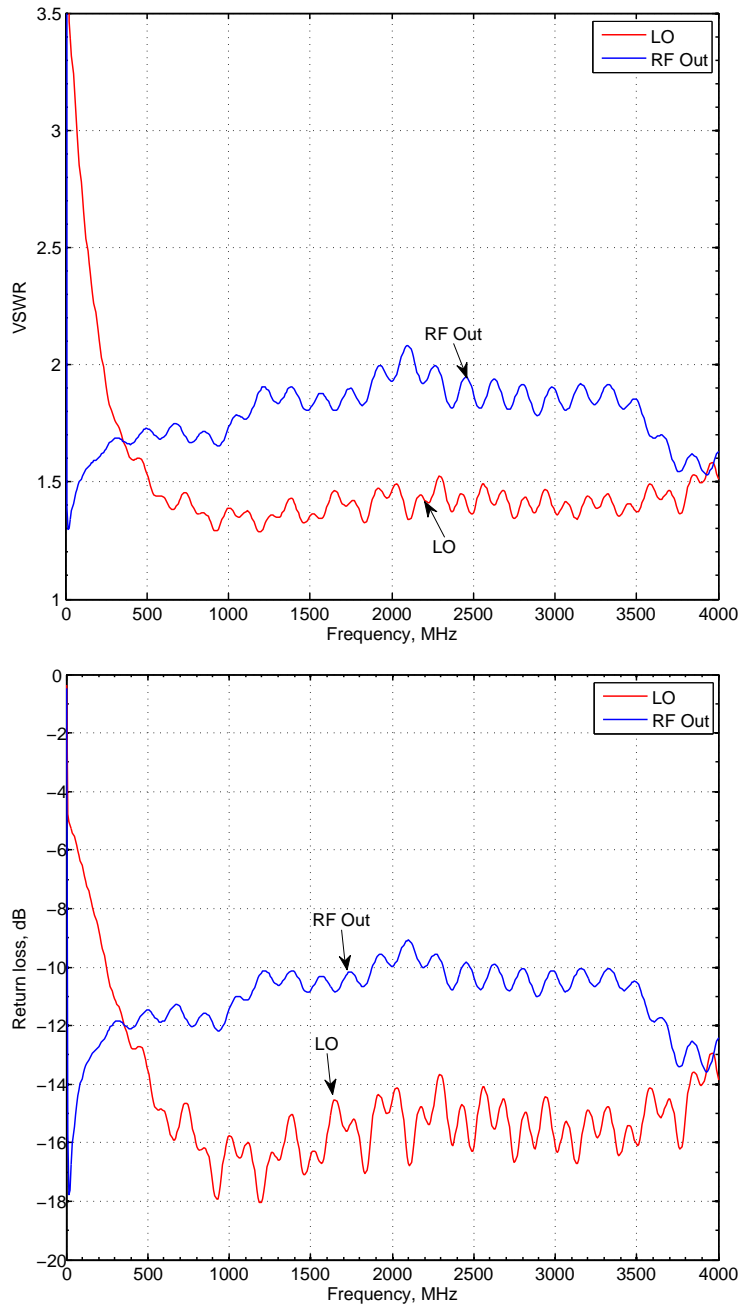 3.5
LO
RF Out
3
2.5
VSWR
RF Out
2
1.5
LO
1
0 500 1000 1500 2000 2500 3000 3500 4000
Frequency, MHz
0
LO
RF Out
−2
−4
−6
−8
RF Out
Return loss, dB
−10
−12
LO
−14
−16
−18
−20
0 500 1000 1500 2000 2500 3000 3500 4000
Frequency, MHz